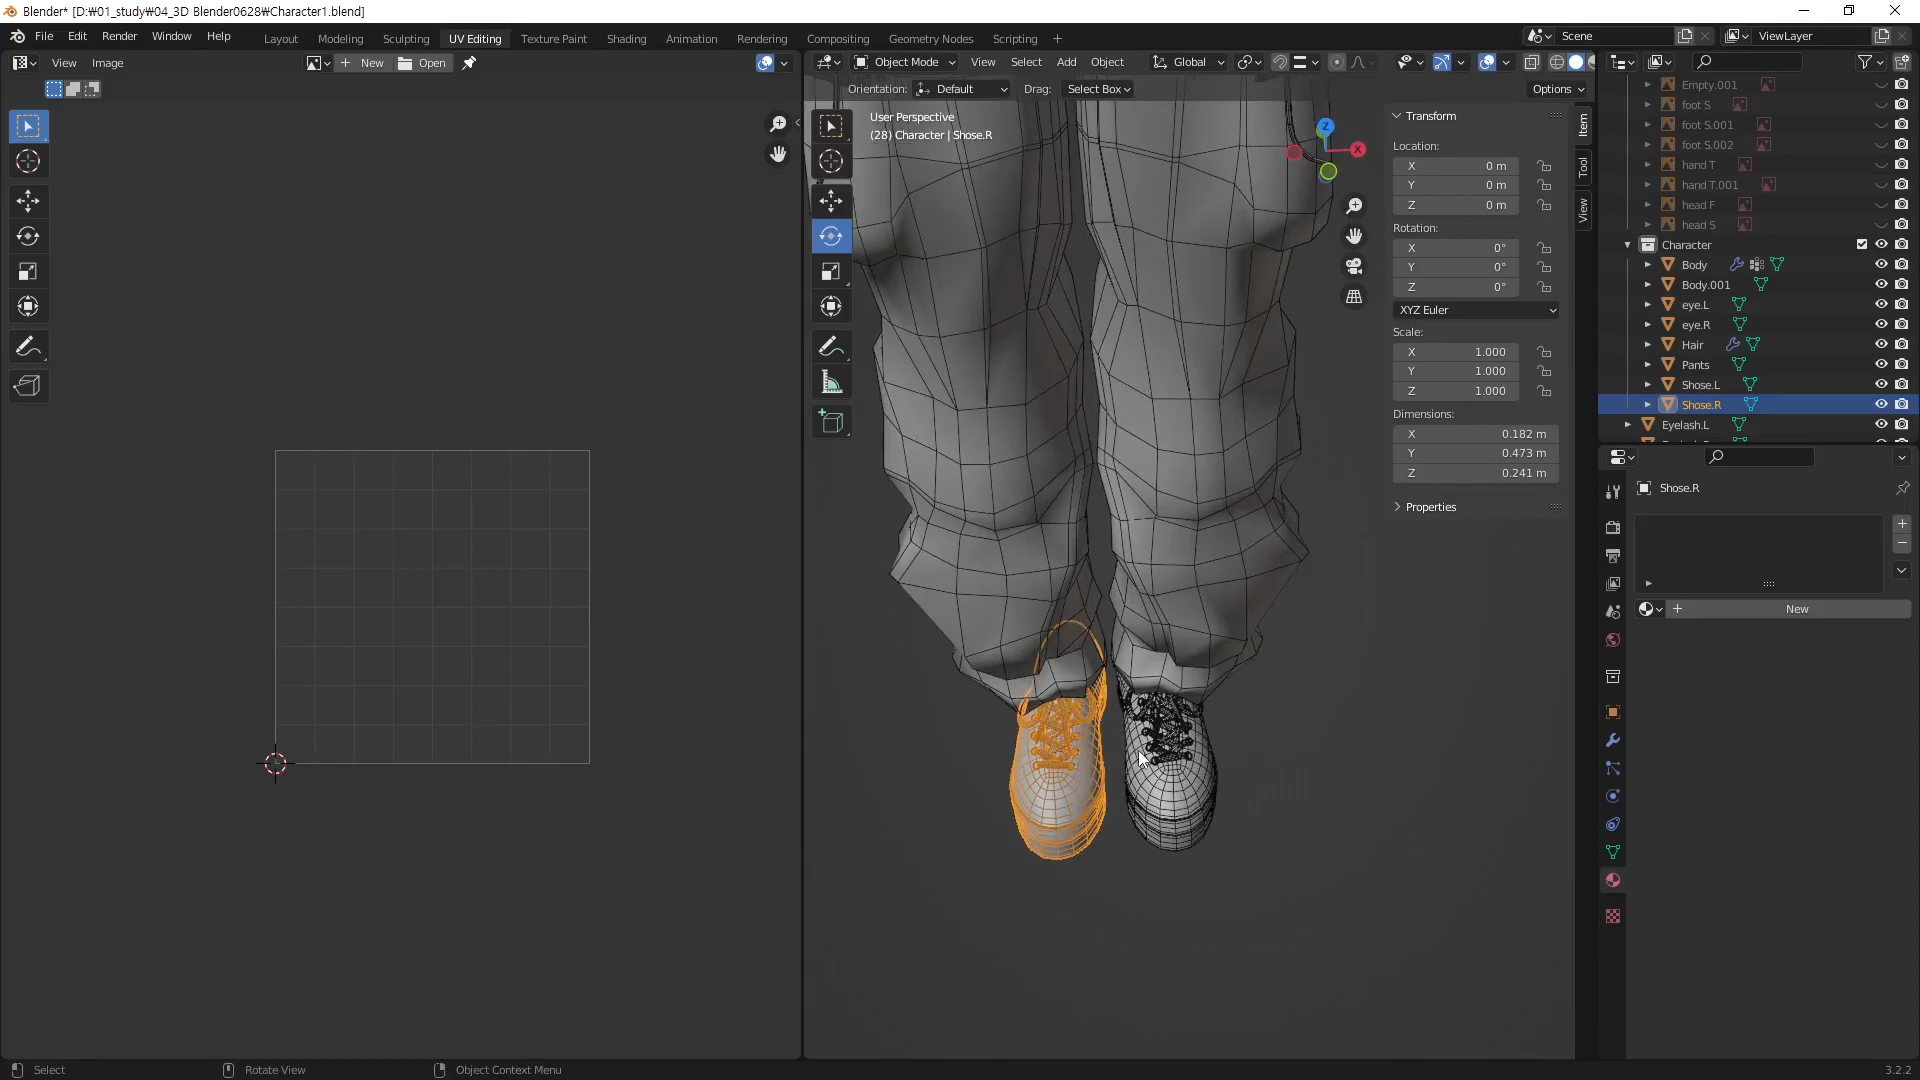 Blender* [D:₩01_study₩04_3D Blender0628₩Character1.blend]
File Edit Render Window Help
Layout Modeling Sculpting UV Editing Texture Paint Shading Animation Rendering Compositing Geometry Nodes Scripting +
Scene
ViewLayer
View Image
New Open
Object Mode View Select Add Object Global
Orientation: Default Drag: Select Box
Options
User Perspective
(28) Character | Shose.R
Z
X
Transform
Location:
X 0 m
Y 0 m
Z 0 m
Rotation:
X 0°
Y 0°
Z 0°
XYZ Euler
Scale:
X 1.000
Y 1.000
Z 1.000
Dimensions:
X 0.182 m
Y 0.473 m
Z 0.241 m
Properties
Item
Tool
View
Empty.001
foot S
foot S.001
foot S.002
hand T
hand T.001
head F
head S
Character
Body
Body.001
eye.L
eye.R
Hair
Pants
Shose.L
Shose.R
Eyelash.L
Shose.R
New
Select
Rotate View
Object Context Menu
3.2.2